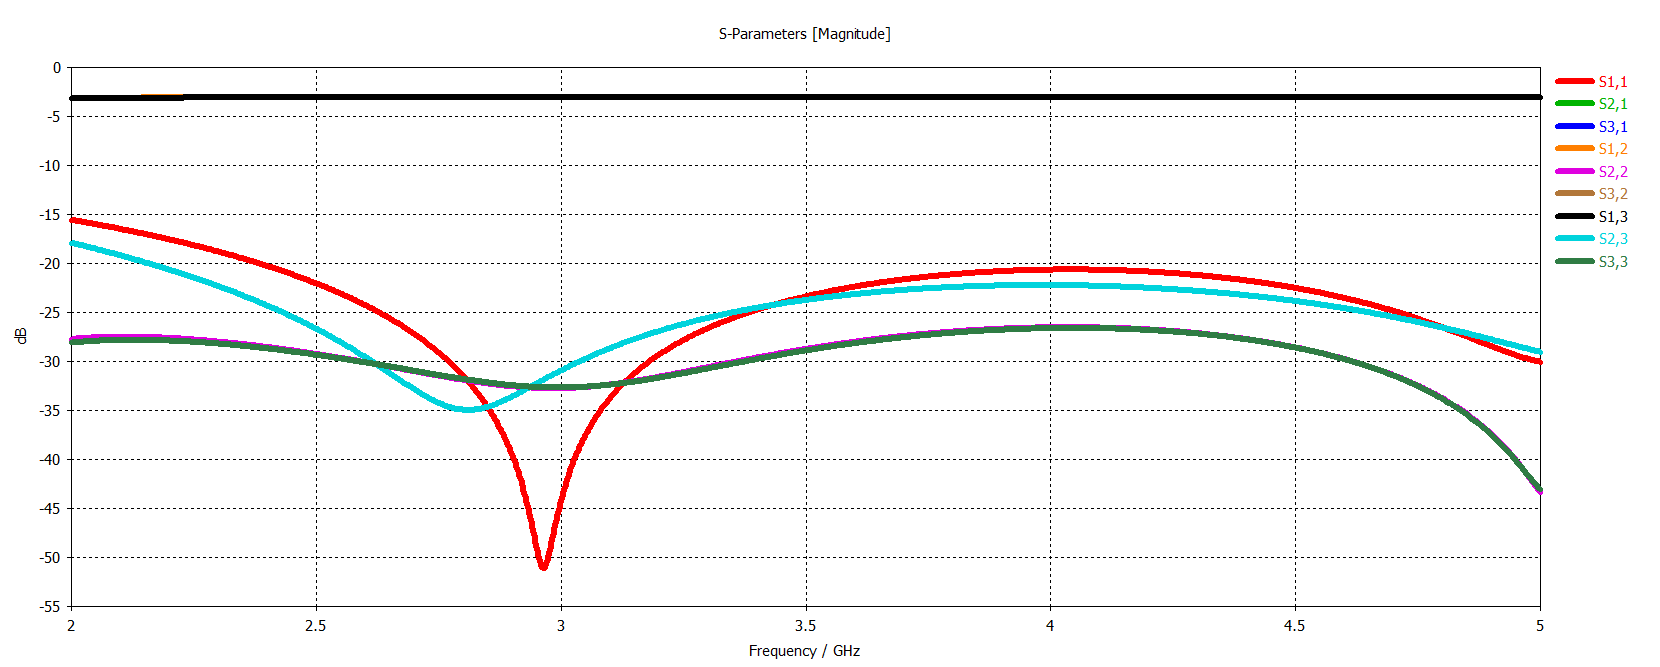 S-Parameters [Magnitude]
0
-5
-10
-15
-20
-25
-30
-35
-40
-45
-50
-55
dB
2
2.5
3
3.5
4
4.5
5
Frequency / GHz
S1,1
S2,1
S3,1
S1,2
S2,2
S3,2
S1,3
S2,3
S3,3